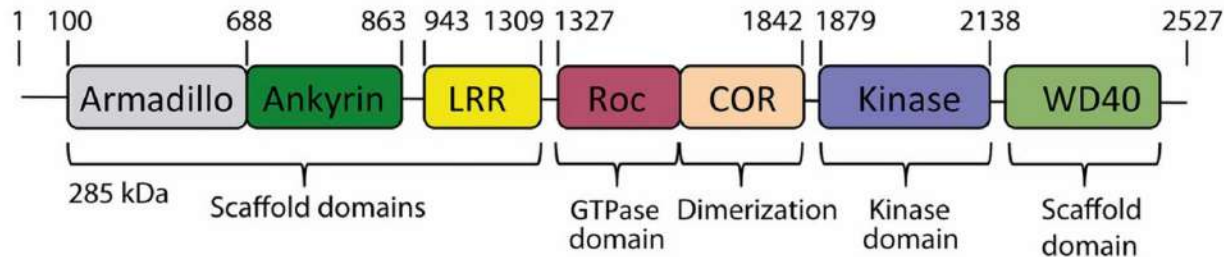 1 100 688 863 943 1309 1327 1842 1879 2138 2527
Armadillo Ankyrin LRR Roc COR Kinase WD40
285 kDa
Scaffold domains
GTPase domain
Dimerization
Kinase domain
Scaffold domain